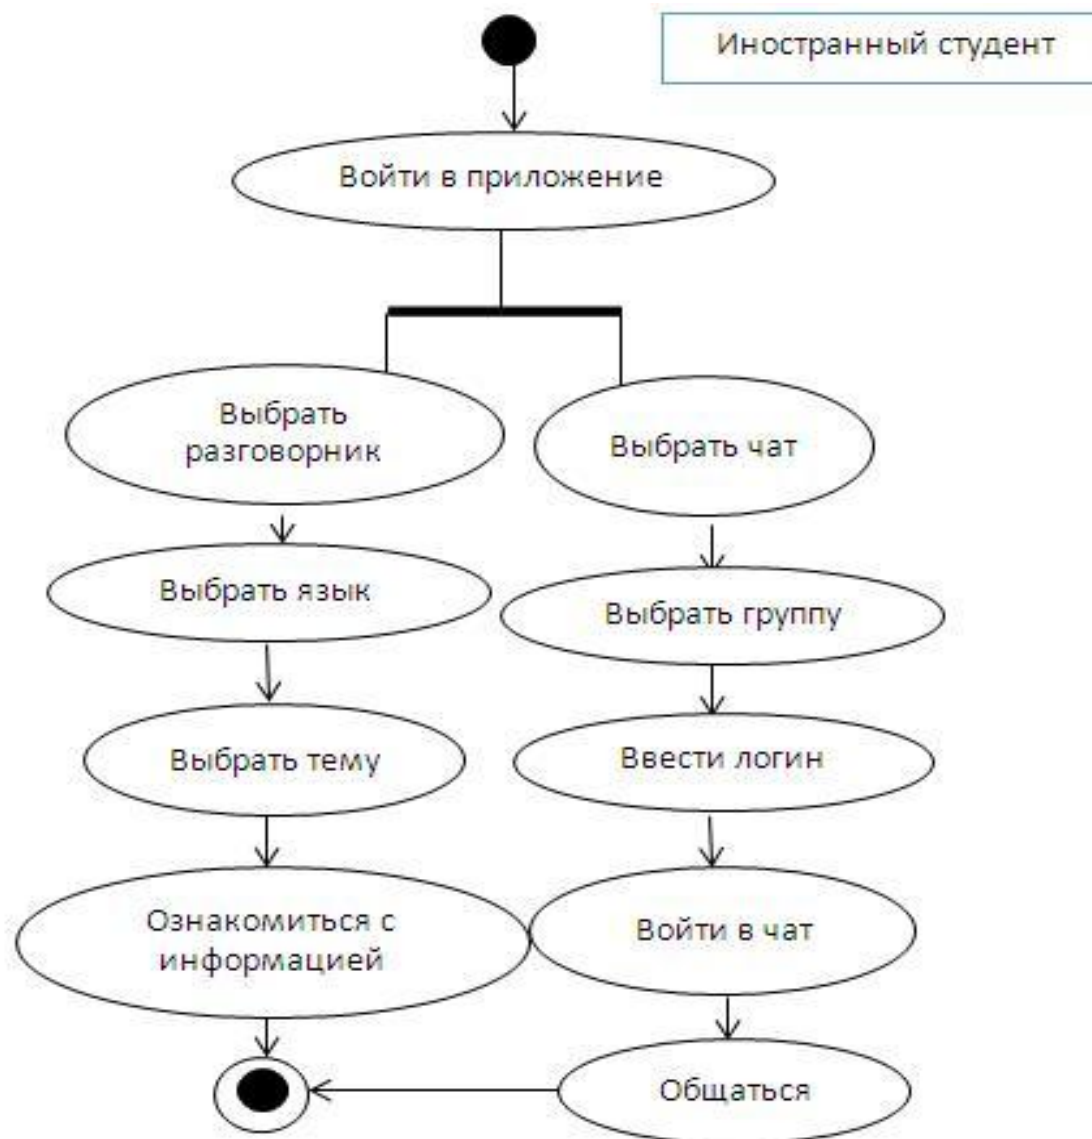 Иностранный студент
Войти в приложение
Выбрать
разговорник
Выбрать чат
Выбрать язык
Выбрать группу
Выбрать тему
Ввести логин
Ознакомиться с
информацией
Войти в чат
Общаться